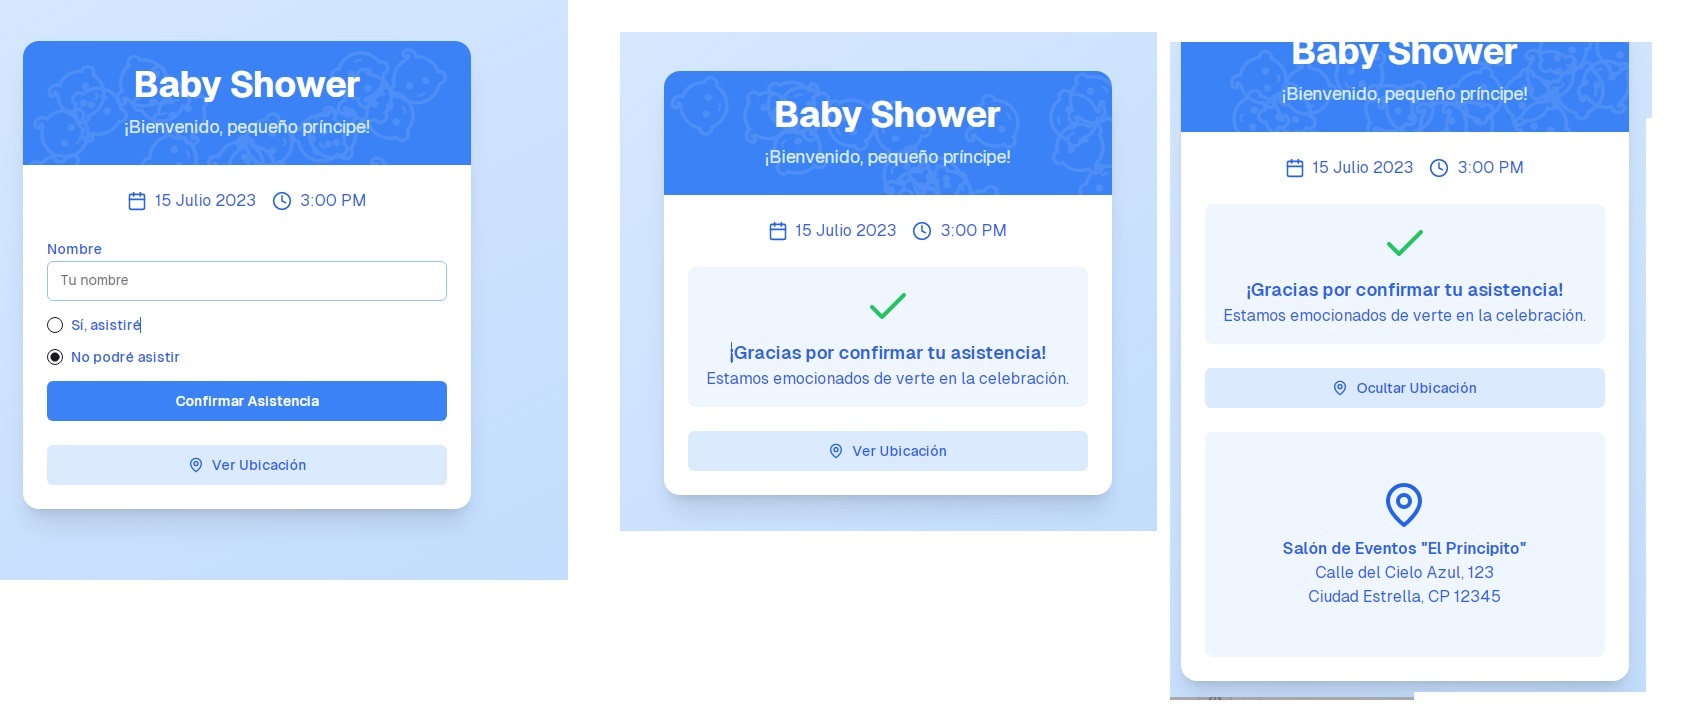 Baby Shower
¡Bienvenido, pequeño príncipe!
15 Julio 2023 3:00 PM
Nombre
Tu nombre
Sí, asistiré
No podré asistir
Confirmar Asistencia
Ver Ubicación
Baby Shower
¡Bienvenido, pequeño príncipe!
15 Julio 2023 3:00 PM
¡Gracias por confirmar tu asistencia!
Estamos emocionados de verte en la celebración.
Ver Ubicación
Baby Shower
¡Bienvenido, pequeño príncipe!
15 Julio 2023 3:00 PM
¡Gracias por confirmar tu asistencia!
Estamos emocionados de verte en la celebración.
Ocultar Ubicación
Salón de Eventos "El Principito"
Calle del Cielo Azul, 123
Ciudad Estrella, CP 12345